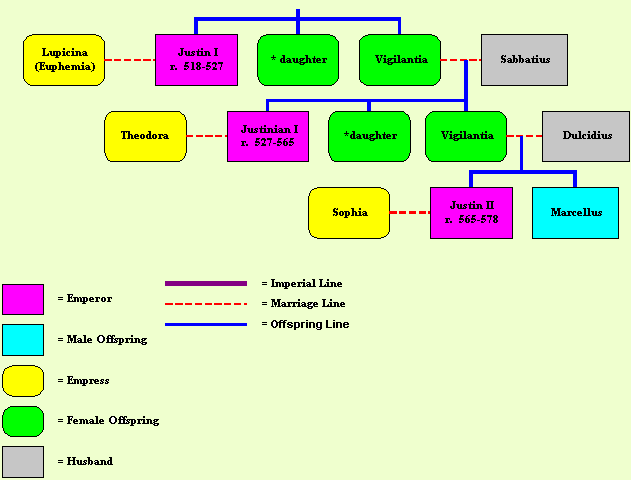 Lupicina
(Euphemia)
Justin I
r. 518-527
* daughter
Vigilantia
Sabbatius
Theodora
Justinian I
r. 527-565
*daughter
Vigilantia
Dulcidius
Sophia
Justin II
r. 565-578
Marcellus
= Emperor
= Male Offspring
= Empress
= Female Offspring
= Husband
= Imperial Line
= Marriage Line
= Offspring Line